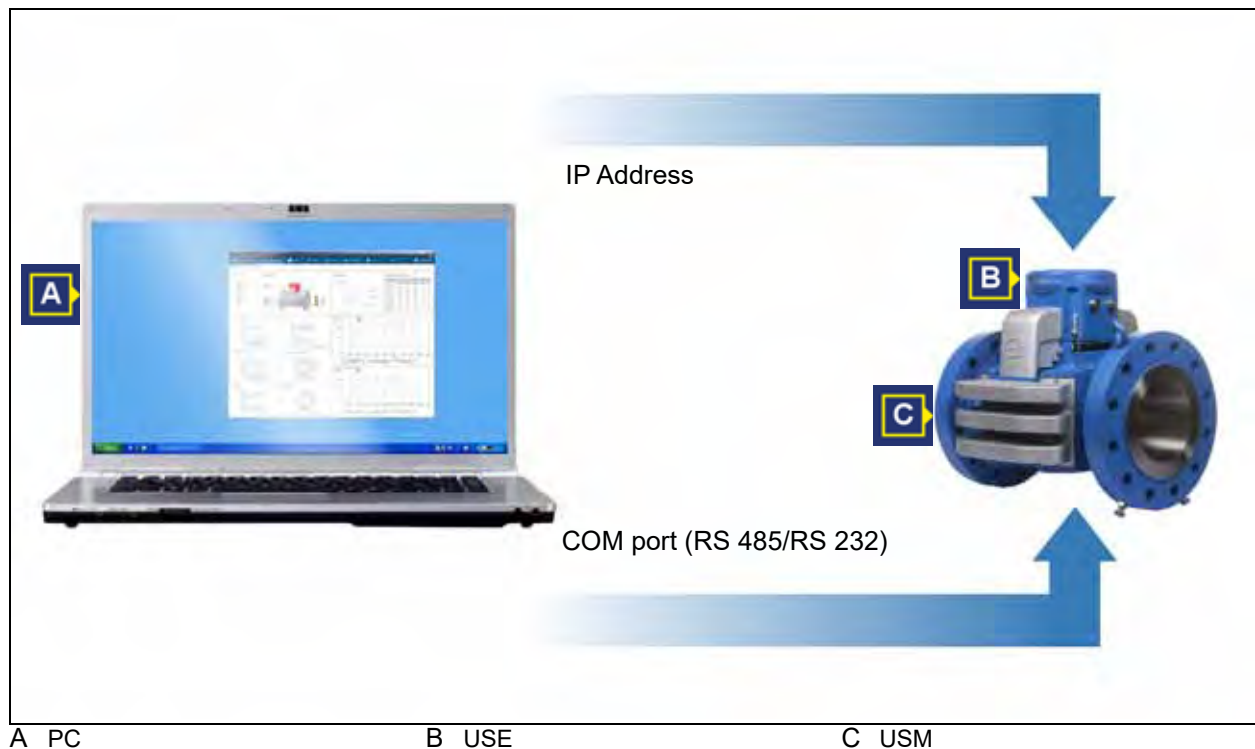 IP Address
A
B
C
COM port (RS 485/RS 232)
A PC B USE C USM